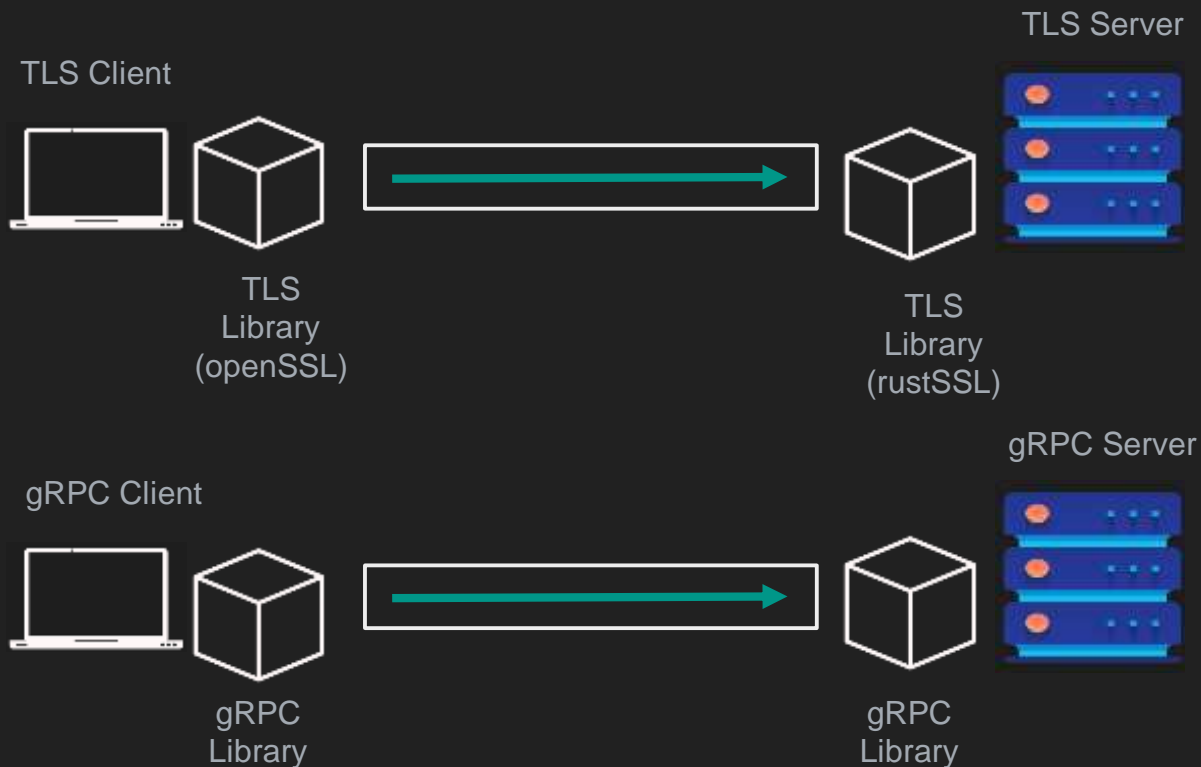 TLS Server
TLS Client
TLS
Library
(openSSL)
TLS
Library
(rustSSL)
gRPC Server
gRPC Client
gRPC
Library
gRPC
Library